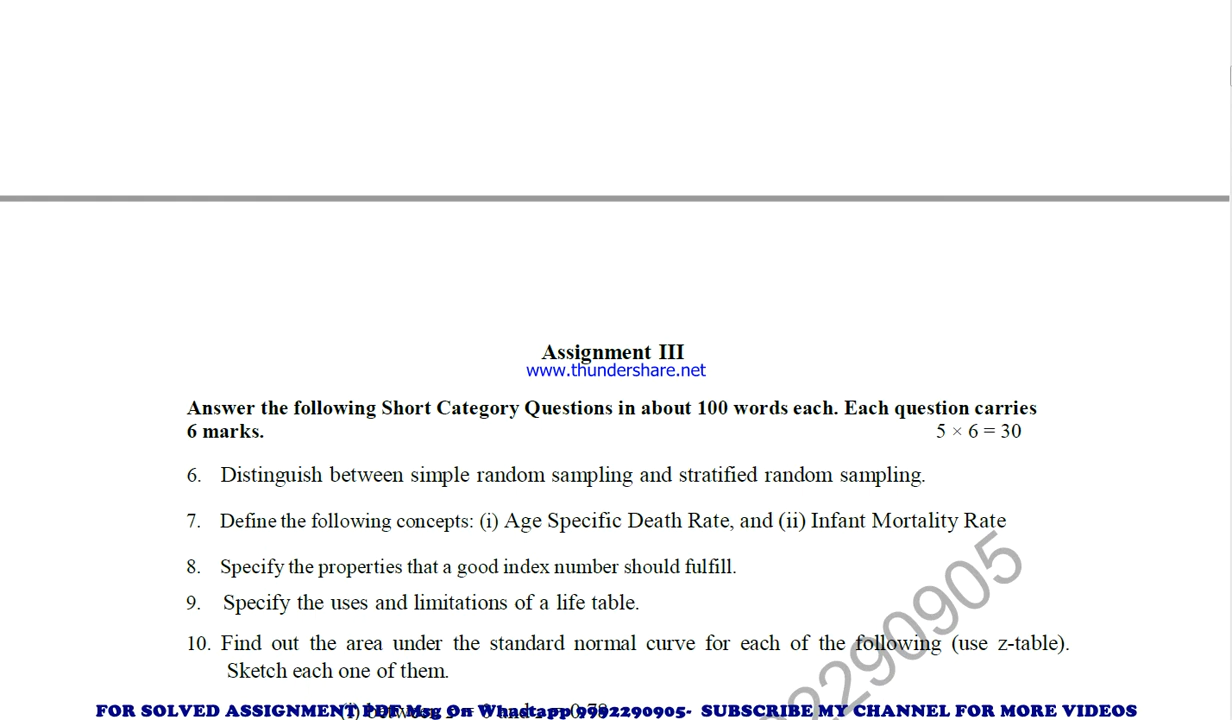 Assignment III
www.thundershare.net
Answer the following Short Category Questions in about 100 words each. Each question carries
6 marks. 5 × 6 = 30
6. Distinguish between simple random sampling and stratified random sampling.
7. Define the following concepts: (i) Age Specific Death Rate, and (ii) Infant Mortality Rate
8. Specify the properties that a good index number should fulfill.
9. Specify the uses and limitations of a life table.
10. Find out the area under the standard normal curve for each of the following (use z-table).
Sketch each one of them.
FOR SOLVED ASSIGNMENT PDF Msg On Whastapp 9992290905- SUBSCRIBE MY CHANNEL FOR MORE VIDEOS
2290905